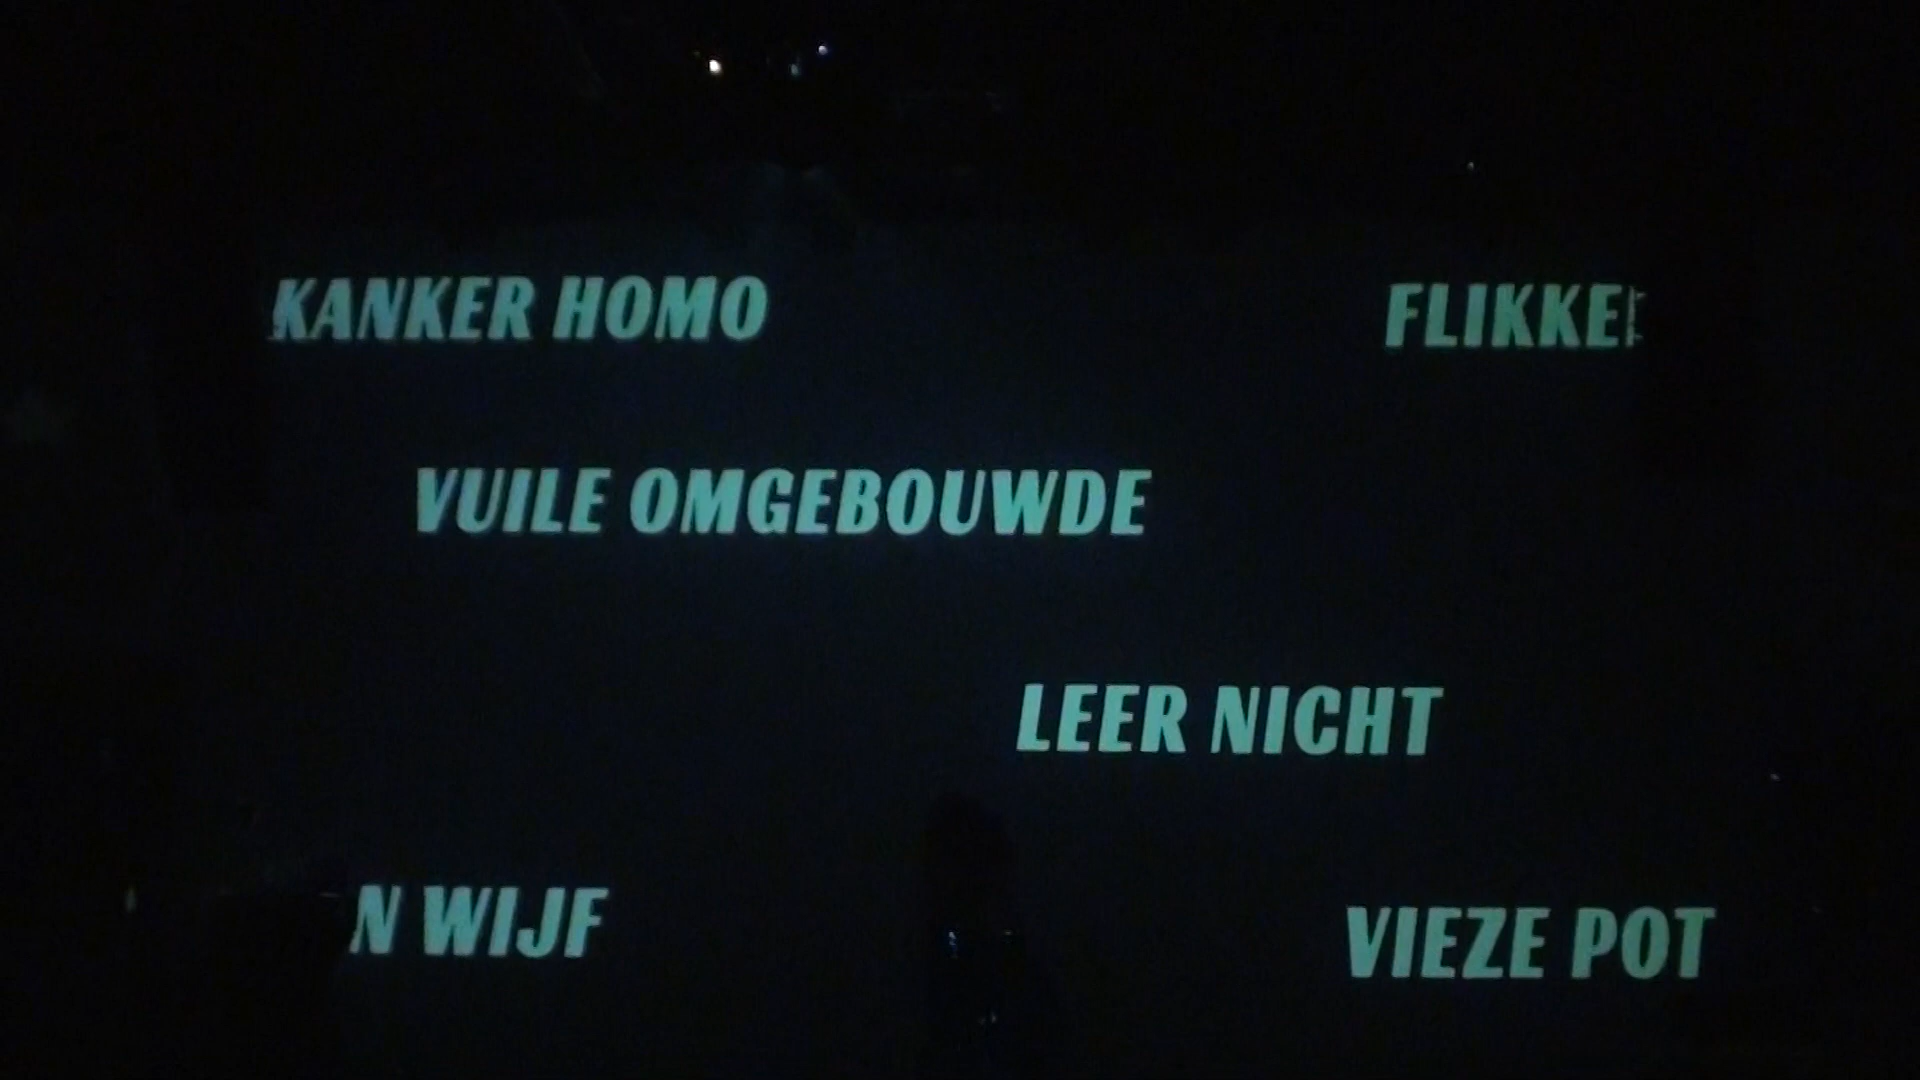 KANKER HOMO
FLIKKE
VUILE OMGEBOUWDE
LEER NICHT
N WIJF
VIEZE POT